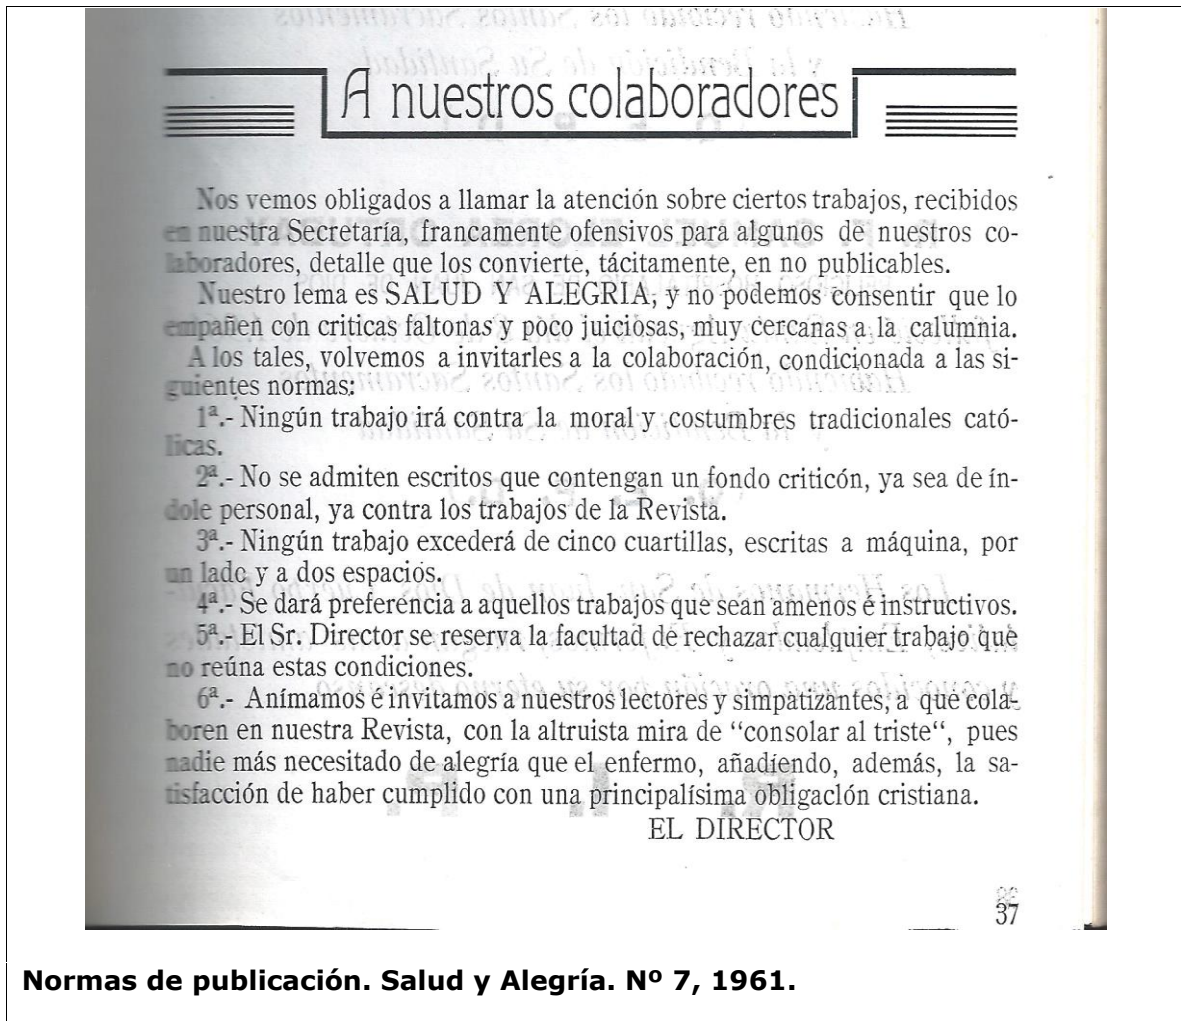 A nuestros colaboradores
Nos vemos obligados a llamar la atención sobre ciertos trabajos, recibidos
en nuestra Secretaría, francamente ofensivos para algunos de nuestros co-
laboradores, detalle que los convierte, tácitamente, en no publicables.
Nuestro lema es SALUD Y ALEGRIA, y no podemos consentir que lo
empañen con criticas faltonas y poco juiciosas, muy cercanas a la calumnia.
A los tales, volvemos a invitarles a la colaboración, condicionada a las si-
guientes normas:
1ª.- Ningún trabajo irá contra la moral y costumbres tradicionales cató-
licas.
2ª.- No se admiten escritos que contengan un fondo criticón, ya sea de ín-
dole personal, ya contra los trabajos de la Revista.
3ª.- Ningún trabajo excederá de cinco cuartillas, escritas a máquina, por
un lado y a dos espacios.
4ª.- Se dará preferencia a aquellos trabajos que sean amenos é instructivos.
5ª.- El Sr. Director se reserva la facultad de rechazar cualquier trabajo que
no reúna estas condiciones.
6ª.- Animamos e invitamos a nuestros lectores y simpatizantes, a que cola-
boren en nuestra Revista, con la altruista mira de “consolar al triste“, pues
nadie más necesitado de alegría que el enfermo, añadiendo, además, la sa-
tisfacción de haber cumplido con una principalísima obligación cristiana.
EL DIRECTOR
37
Normas de publicación. Salud y Alegría. Nº 7, 1961.